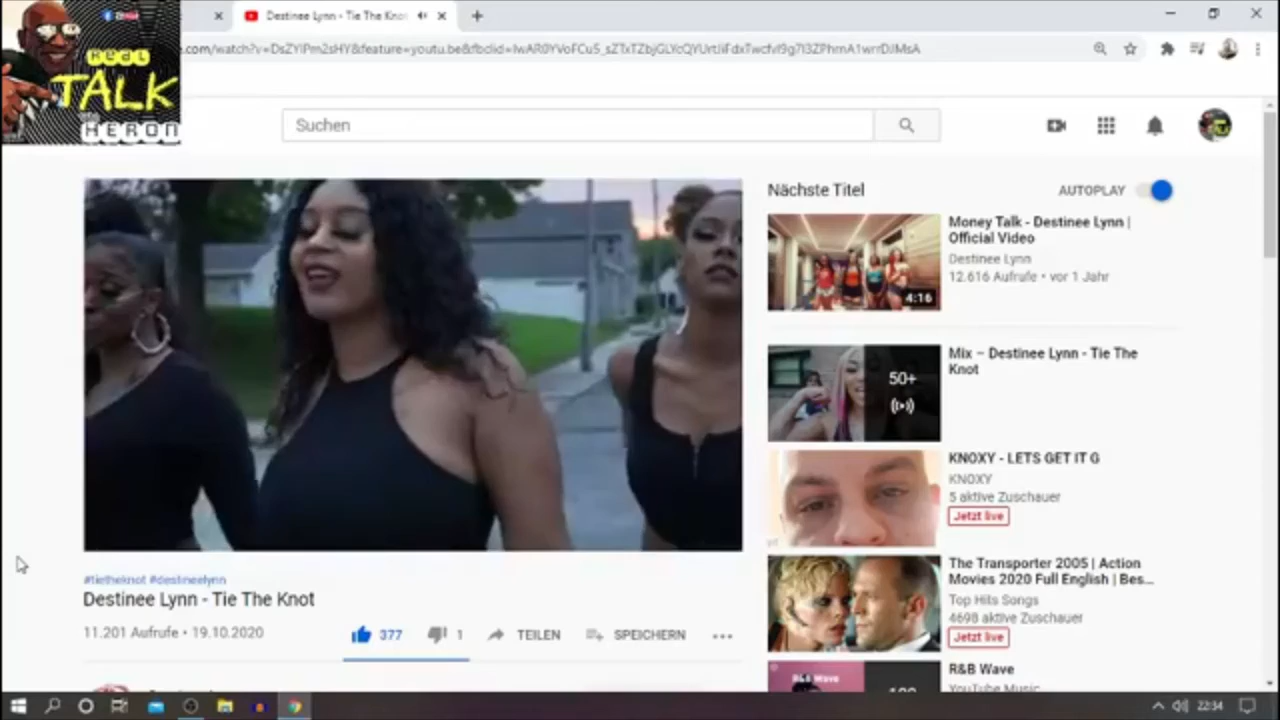 Destinee Lynn - Tie The Knot
REAL
TALK
HERON
Suchen
Nächste Titel
AUTOPLAY
Money Talk - Destinee Lynn |
Official Video
Destinee Lynn
12.616 Aufrufe • vor 1 Jahr
4:16
Mix – Destinee Lynn - Tie The
Knot
50+
KNOXY - LETS GET IT G
KNOXY
5 aktive Zuschauer
Jetzt live
The Transporter 2005 | Action
Movies 2020 Full English | Bes...
Top Hits Songs
4698 aktive Zuschauer
Jetzt live
R&B Wave
YouTube Music
R&B Wave
#tietheknot #destineelynn
Destinee Lynn - Tie The Knot
11.201 Aufrufe • 19.10.2020
377
1
TEILEN
SPEICHERN
22:34